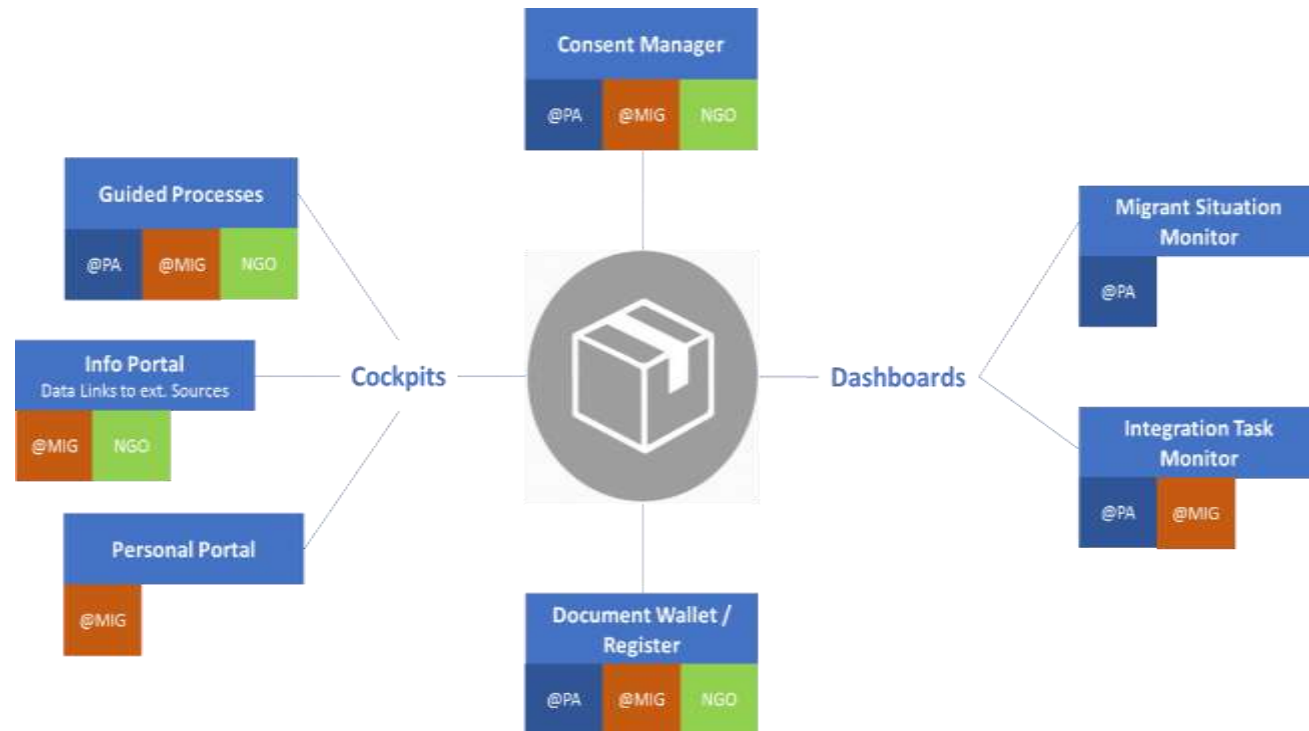 Consent Manager
@PA @MIG NGO
Guided Processes
@PA @MIG NGO
Info Portal
Data Links to ext. Sources
@MIG NGO
Personal Portal
@MIG
Cockpits
Dashboards
Migrant Situation
Monitor
@PA
Integration Task
Monitor
@PA @MIG
Document Wallet /
Register
@PA @MIG NGO